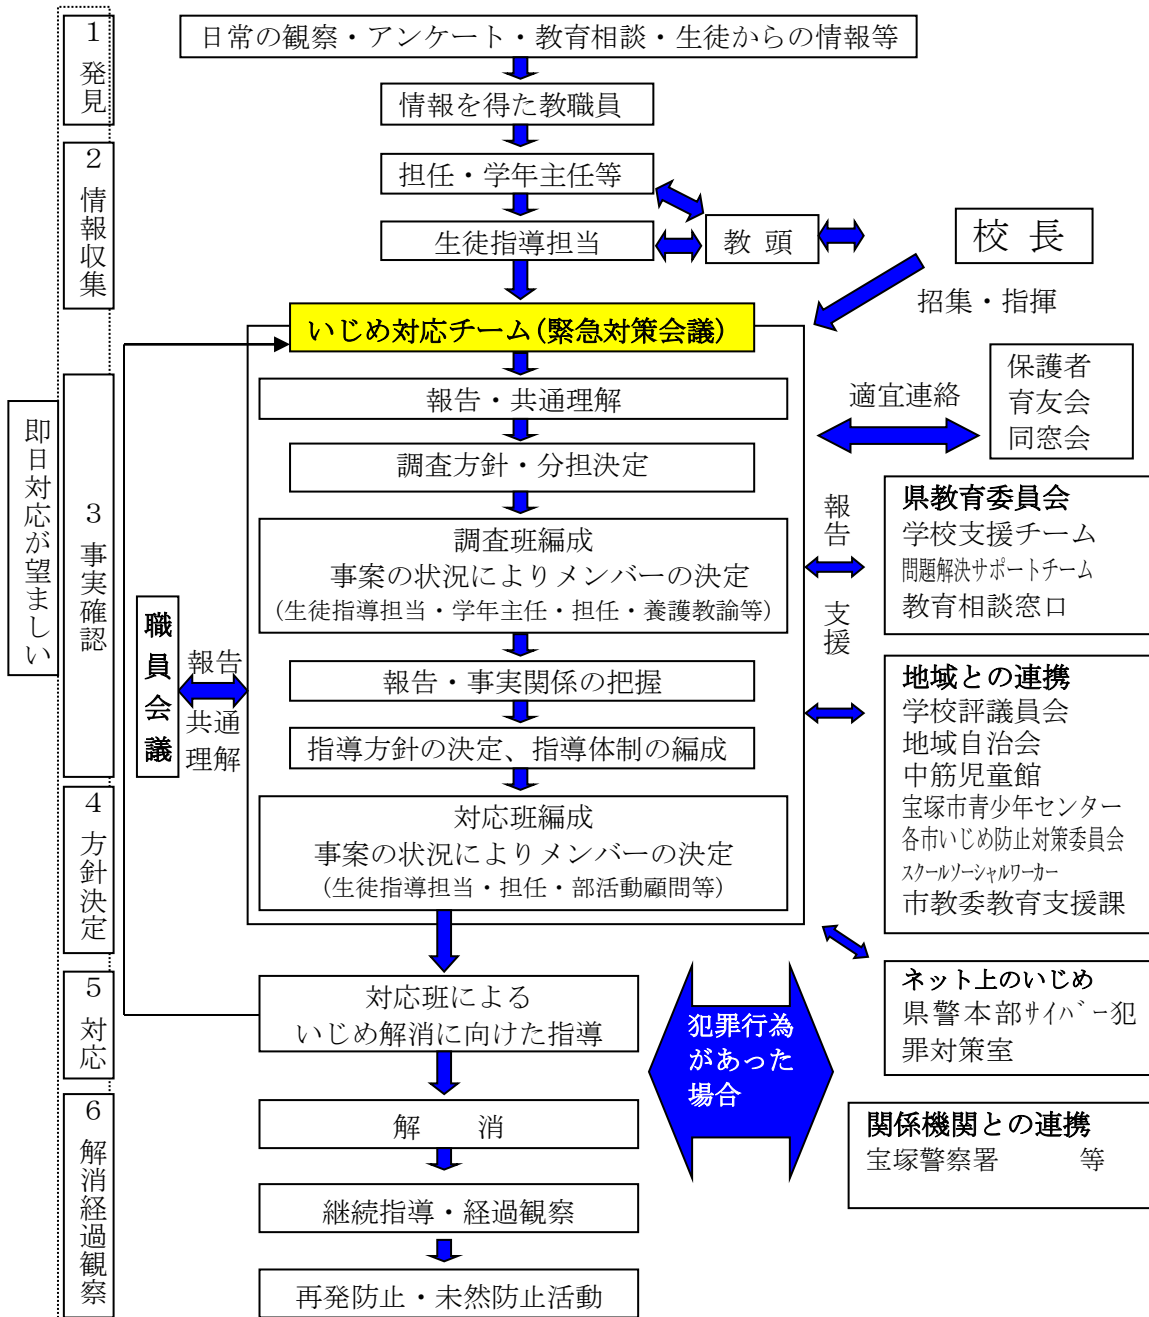 1 発見
日常の観察・アンケート・教育相談・生徒からの情報等
情報を得た教職員
2 情報収集
担任・学年主任等
生徒指導担当
教 頭
校 長
招集・指揮
いじめ対応チーム(緊急対策会議)
即日対応が望ましい
3 事実確認
報告・共通理解
調査方針・分担決定
調査班編成
事案の状況によりメンバーの決定
(生徒指導担当・学年主任・担任・養護教諭等)
報告・事実関係の把握
指導方針の決定、指導体制の編成
職員会議
報告
共通
理解
適宜連絡
保護者
育友会
同窓会
報告
支援
県教育委員会
学校支援チーム
問題解決サポートチーム
教育相談窓口
地域との連携
学校評議員会
地域自治会
中筋児童館
宝塚市青少年センター
各市いじめ防止対策委員会
スクールソーシャルワーカー
市教委教育支援課
4 方針決定
対応班編成
事案の状況によりメンバーの決定
(生徒指導担当・担任・部活動顧問等)
5 対応
対応班による
いじめ解消に向けた指導
犯罪行為
があった
場合
ネット上のいじめ
県警本部サイバー犯
罪対策室
関係機関との連携
宝塚警察署 等
6 解消経過観察
解 消
継続指導・経過観察
再発防止・未然防止活動